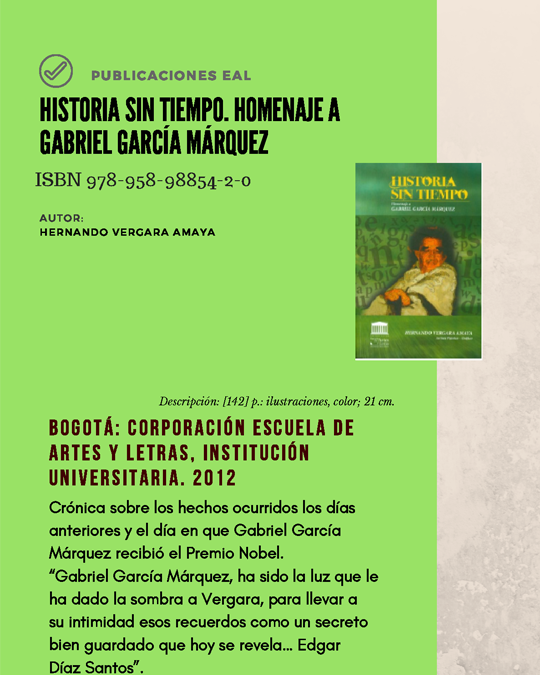 PUBLICACIONES EAL
HISTORIA SIN TIEMPO. HOMENAJE A
GABRIEL GARCÍA MÁRQUEZ
ISBN 978-958-98854-2-0
AUTOR:
HERNANDO VERGARA AMAYA
HISTORIA
SIN TIEMPO
Homenaje a
GABRIEL GARCÍA MÁRQUEZ
HERNANDO VERGARA AMAYA
Descripción: [142] p.: ilustraciones, color; 21 cm.
BOGOTÁ: CORPORACIÓN ESCUELA DE
ARTES Y LETRAS, INSTITUCIÓN
UNIVERSITARIA. 2012
Crónica sobre los hechos ocurridos los días
anteriores y el día en que Gabriel García
Márquez recibió el Premio Nobel.
“Gabriel García Márquez, ha sido la luz que le
ha dado la sombra a Vergara, para llevar a
su intimidad esos recuerdos como un secreto
bien guardado que hoy se revela... Edgar
Díaz Santos”.